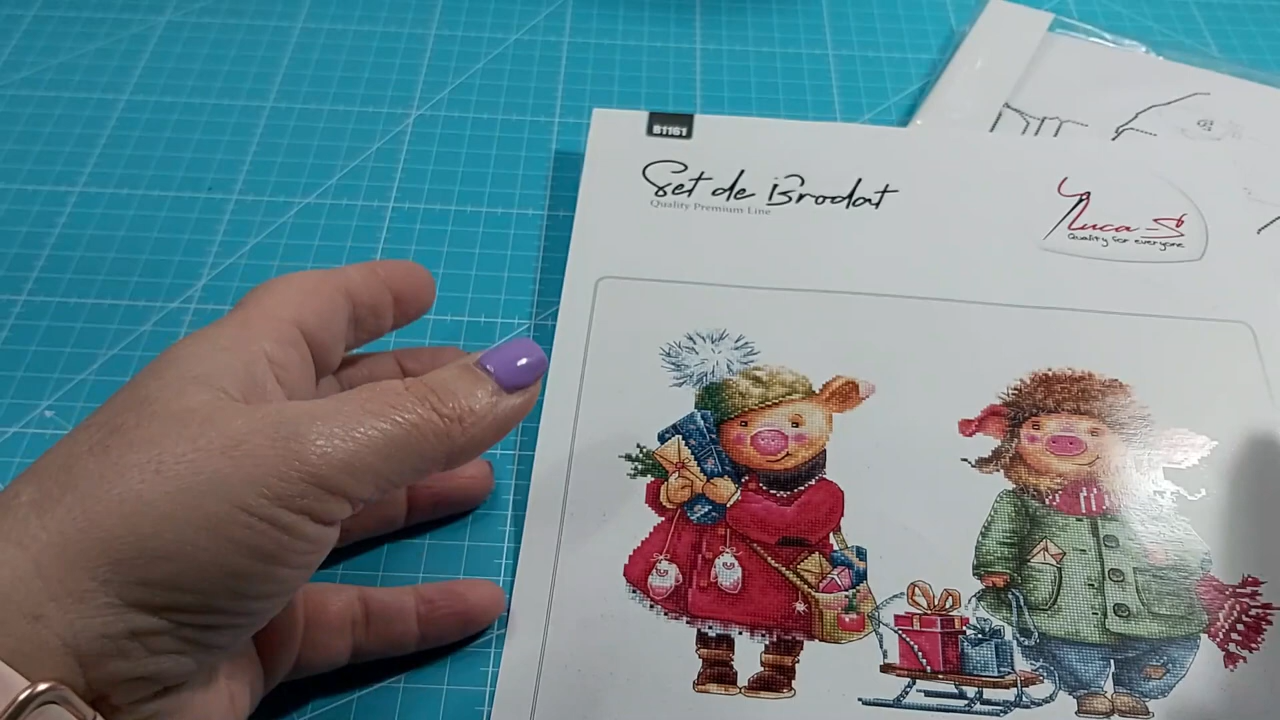 B1161
Set de Brodat
Quality Premium Line
Luca-S
Quality for everyone